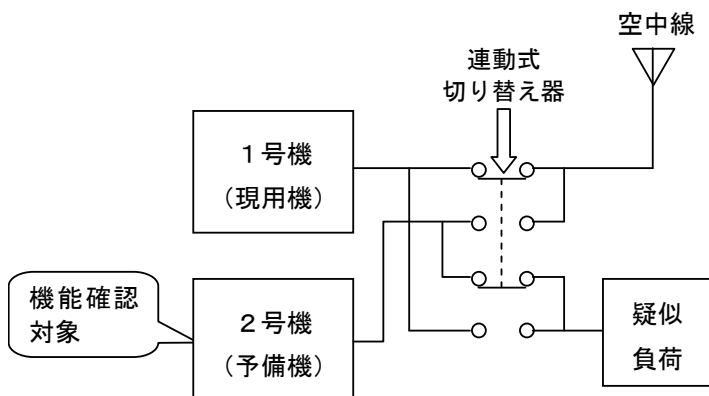 空中線
連動式
切り替え器
1号機
(現用機)
機能確認
対象
2号機
(予備機)
疑似
負荷